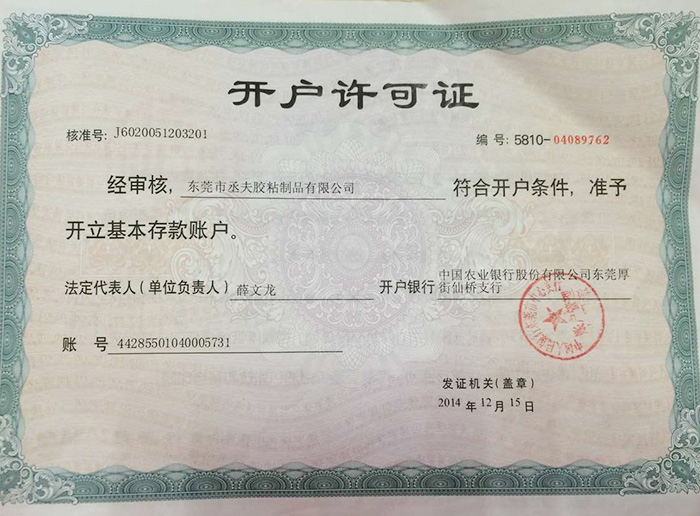 开户许可证
核准号: J6020051203201
编号: 5810-04089762
经审核, 东莞市丞夫胶粘制品有限公司 符合开户条件, 准予
开立基本存款账户。
法定代表人(单位负责人) 薛文龙 开户银行 中国农业银行股份有限公司东莞厚
街仙桥支行
账 号 44285501040005731
发证机关(盖章)
2014 年 12 月 15 日